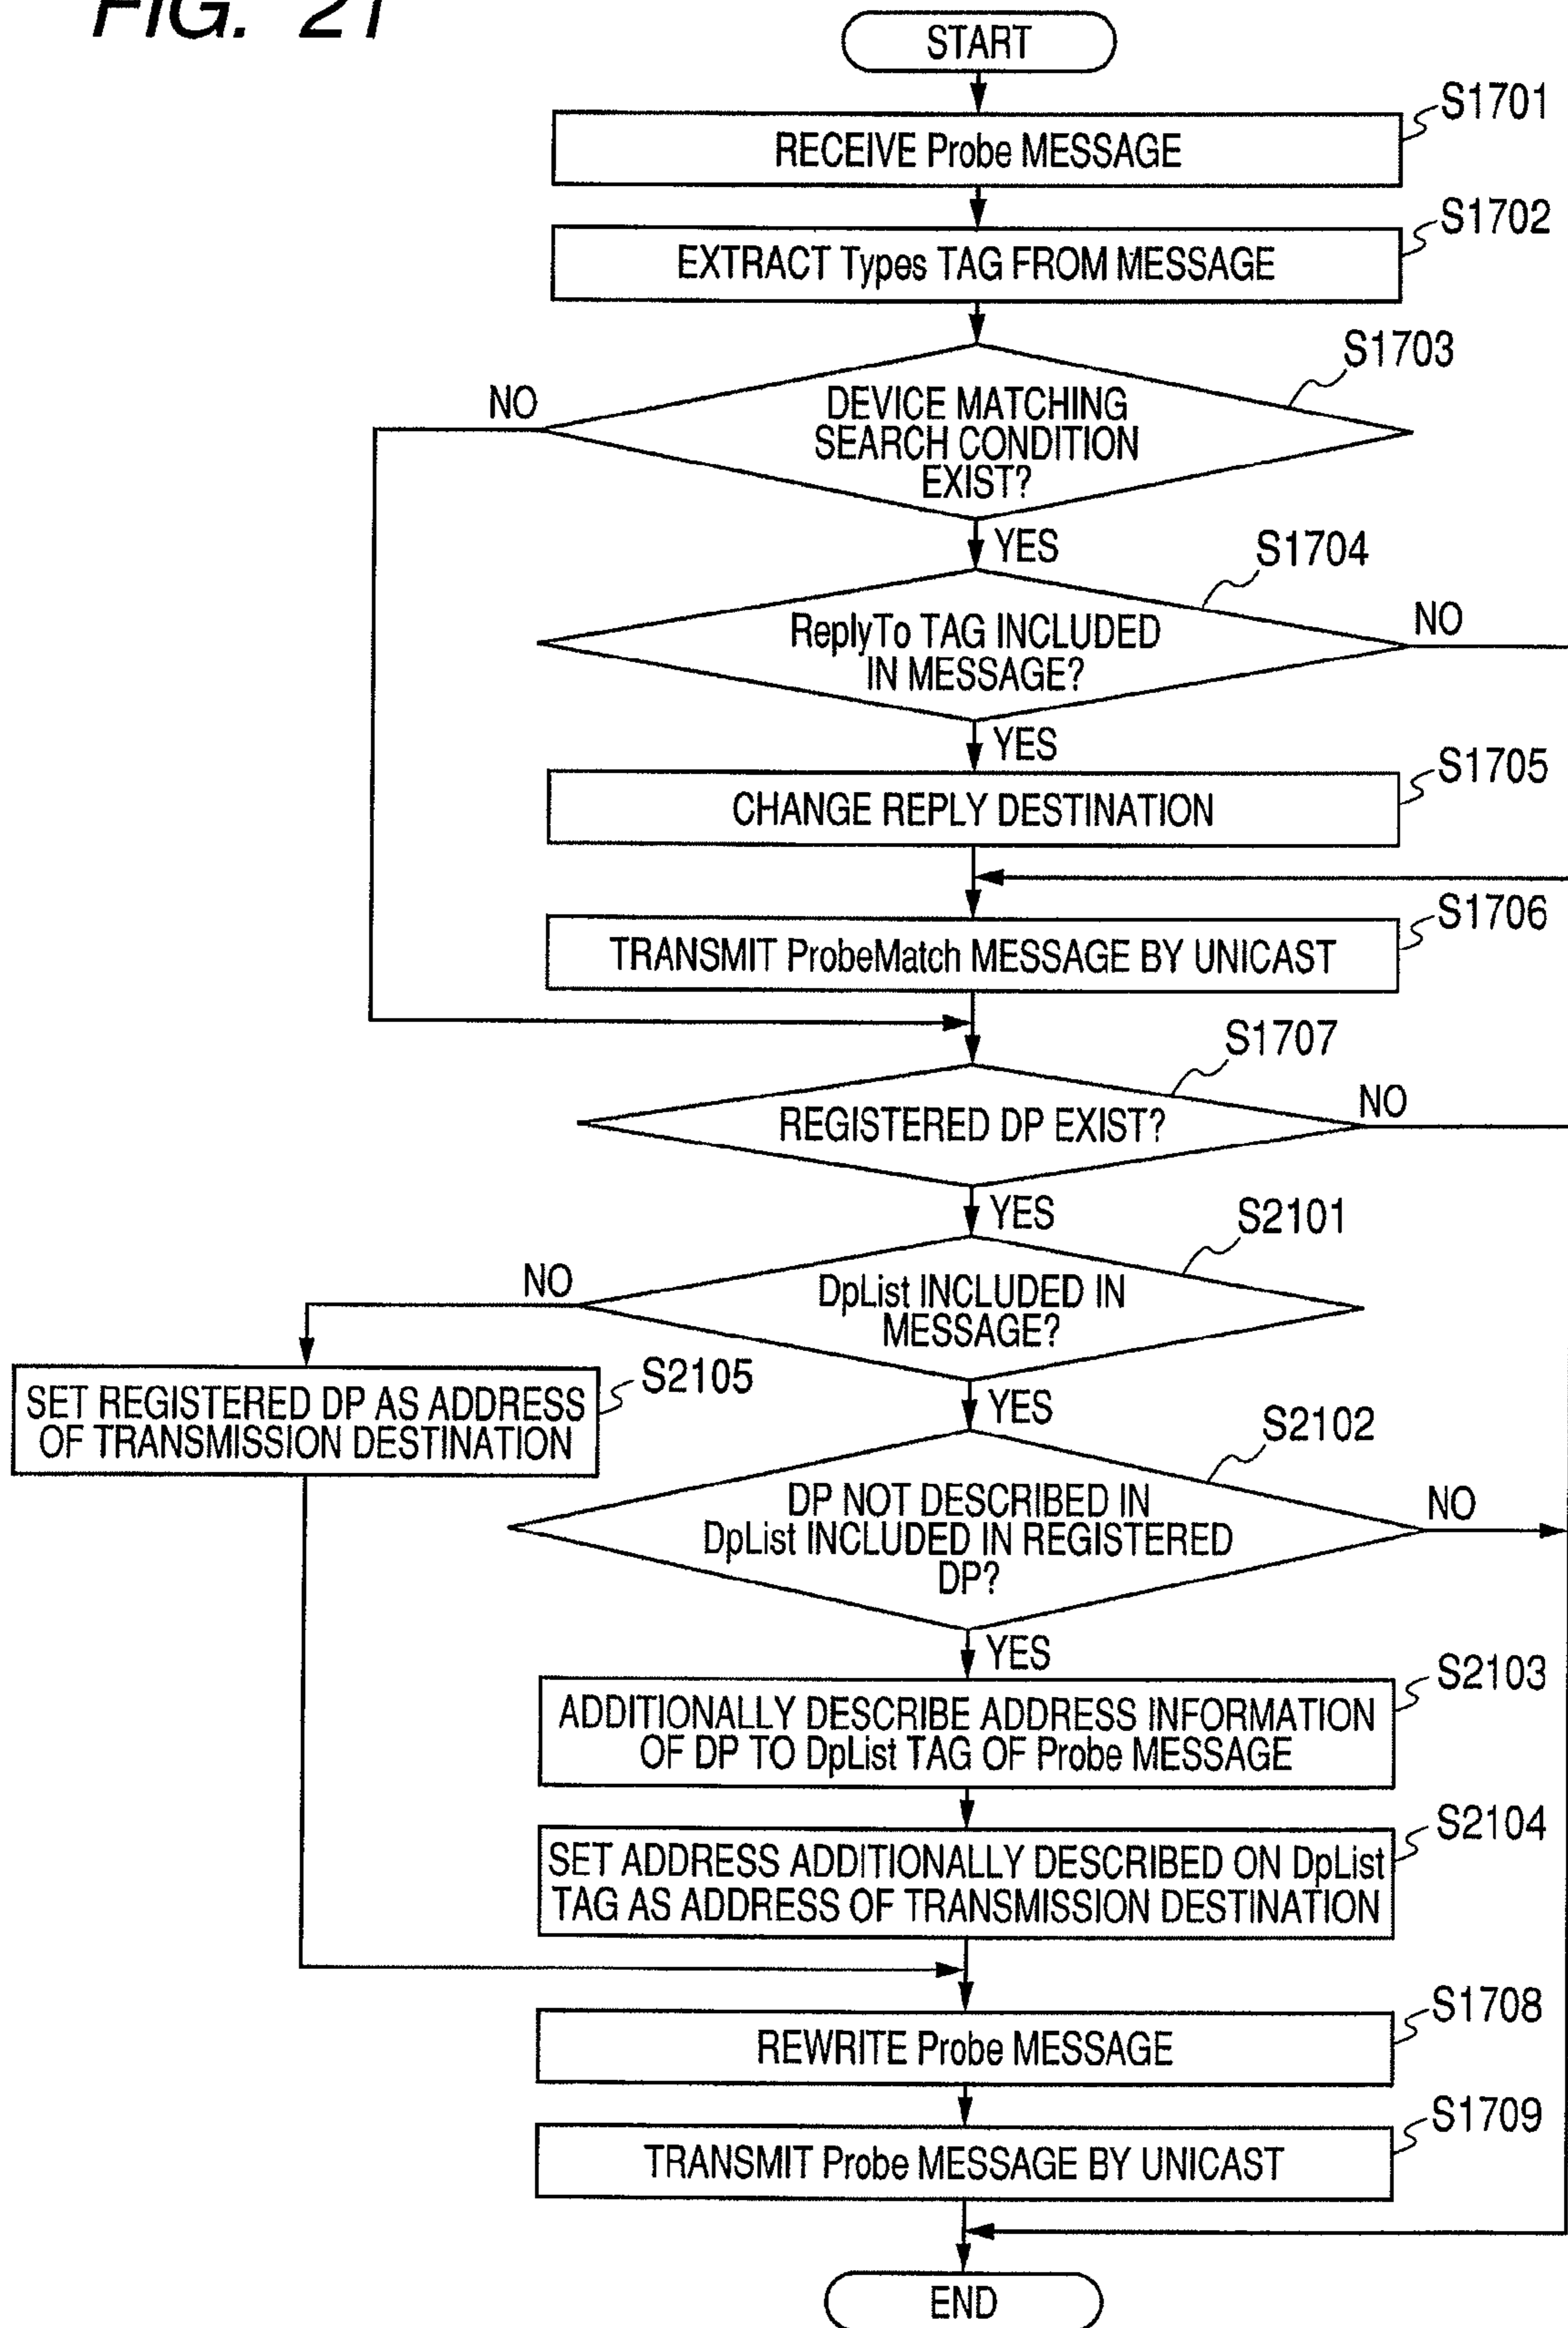 FIG. 21
START
S1701
RECEIVE Probe MESSAGE
S1702
EXTRACT Types TAG FROM MESSAGE
S1703
NO
DEVICE MATCHING
SEARCH CONDITION
EXIST?
YES
S1704
NO
ReplyTo TAG INCLUDED
IN MESSAGE?
YES
S1705
CHANGE REPLY DESTINATION
S1706
TRANSMIT ProbeMatch MESSAGE BY UNICAST
S1707
NO
REGISTERED DP EXIST?
YES
S2101
NO
DpList INCLUDED IN
MESSAGE?
S2105
SET REGISTERED DP AS ADDRESS
OF TRANSMISSION DESTINATION
YES
S2102
NO
DP NOT DESCRIBED IN
DpList INCLUDED IN REGISTERED
DP?
YES
S2103
ADDITIONALLY DESCRIBE ADDRESS INFORMATION
OF DP TO DpList TAG OF Probe MESSAGE
S2104
SET ADDRESS ADDITIONALLY DESCRIBED ON DpList
TAG AS ADDRESS OF TRANSMISSION DESTINATION
S1708
REWRITE Probe MESSAGE
S1709
TRANSMIT Probe MESSAGE BY UNICAST
END